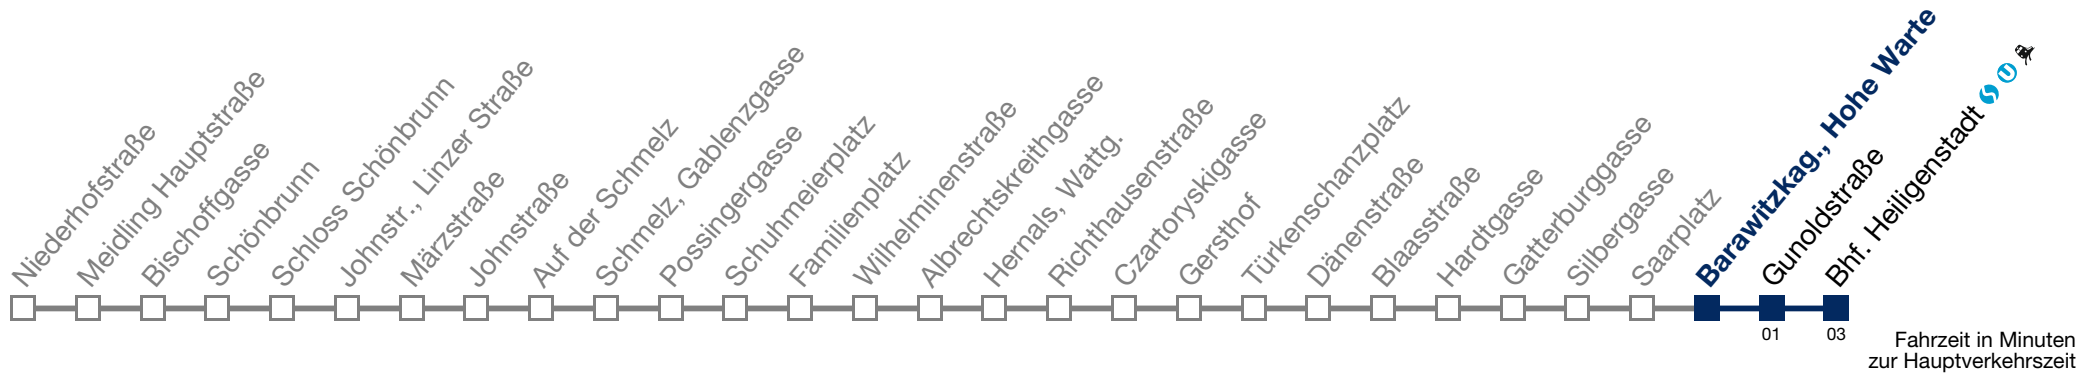 Niederhofstraße
Meidling Hauptstraße
Bischoffgasse
Schönbrunn
Schloss Schönbrunn
Johnstr., Linzer Straße
Märzstraße
Johnstraße
Auf der Schmelz
Schmelz, Gablenzgasse
Possingergasse
Schuhmeierplatz
Familienplatz
Wilhelminenstraße
Albrechtskreithgasse
Hernals, Wattg.
Richthausenstraße
Czartoryskigasse
Gersthof
Türkenschanzplatz
Dänenstraße
Blaasstraße
Hardtgasse
Gatterburggasse
Silbergasse
Saarplatz
Barawitzkag., Hohe Warte
Gunoldstraße
Bhf. Heiligenstadt S U
01
03
Fahrzeit in Minuten
zur Hauptverkehrszeit